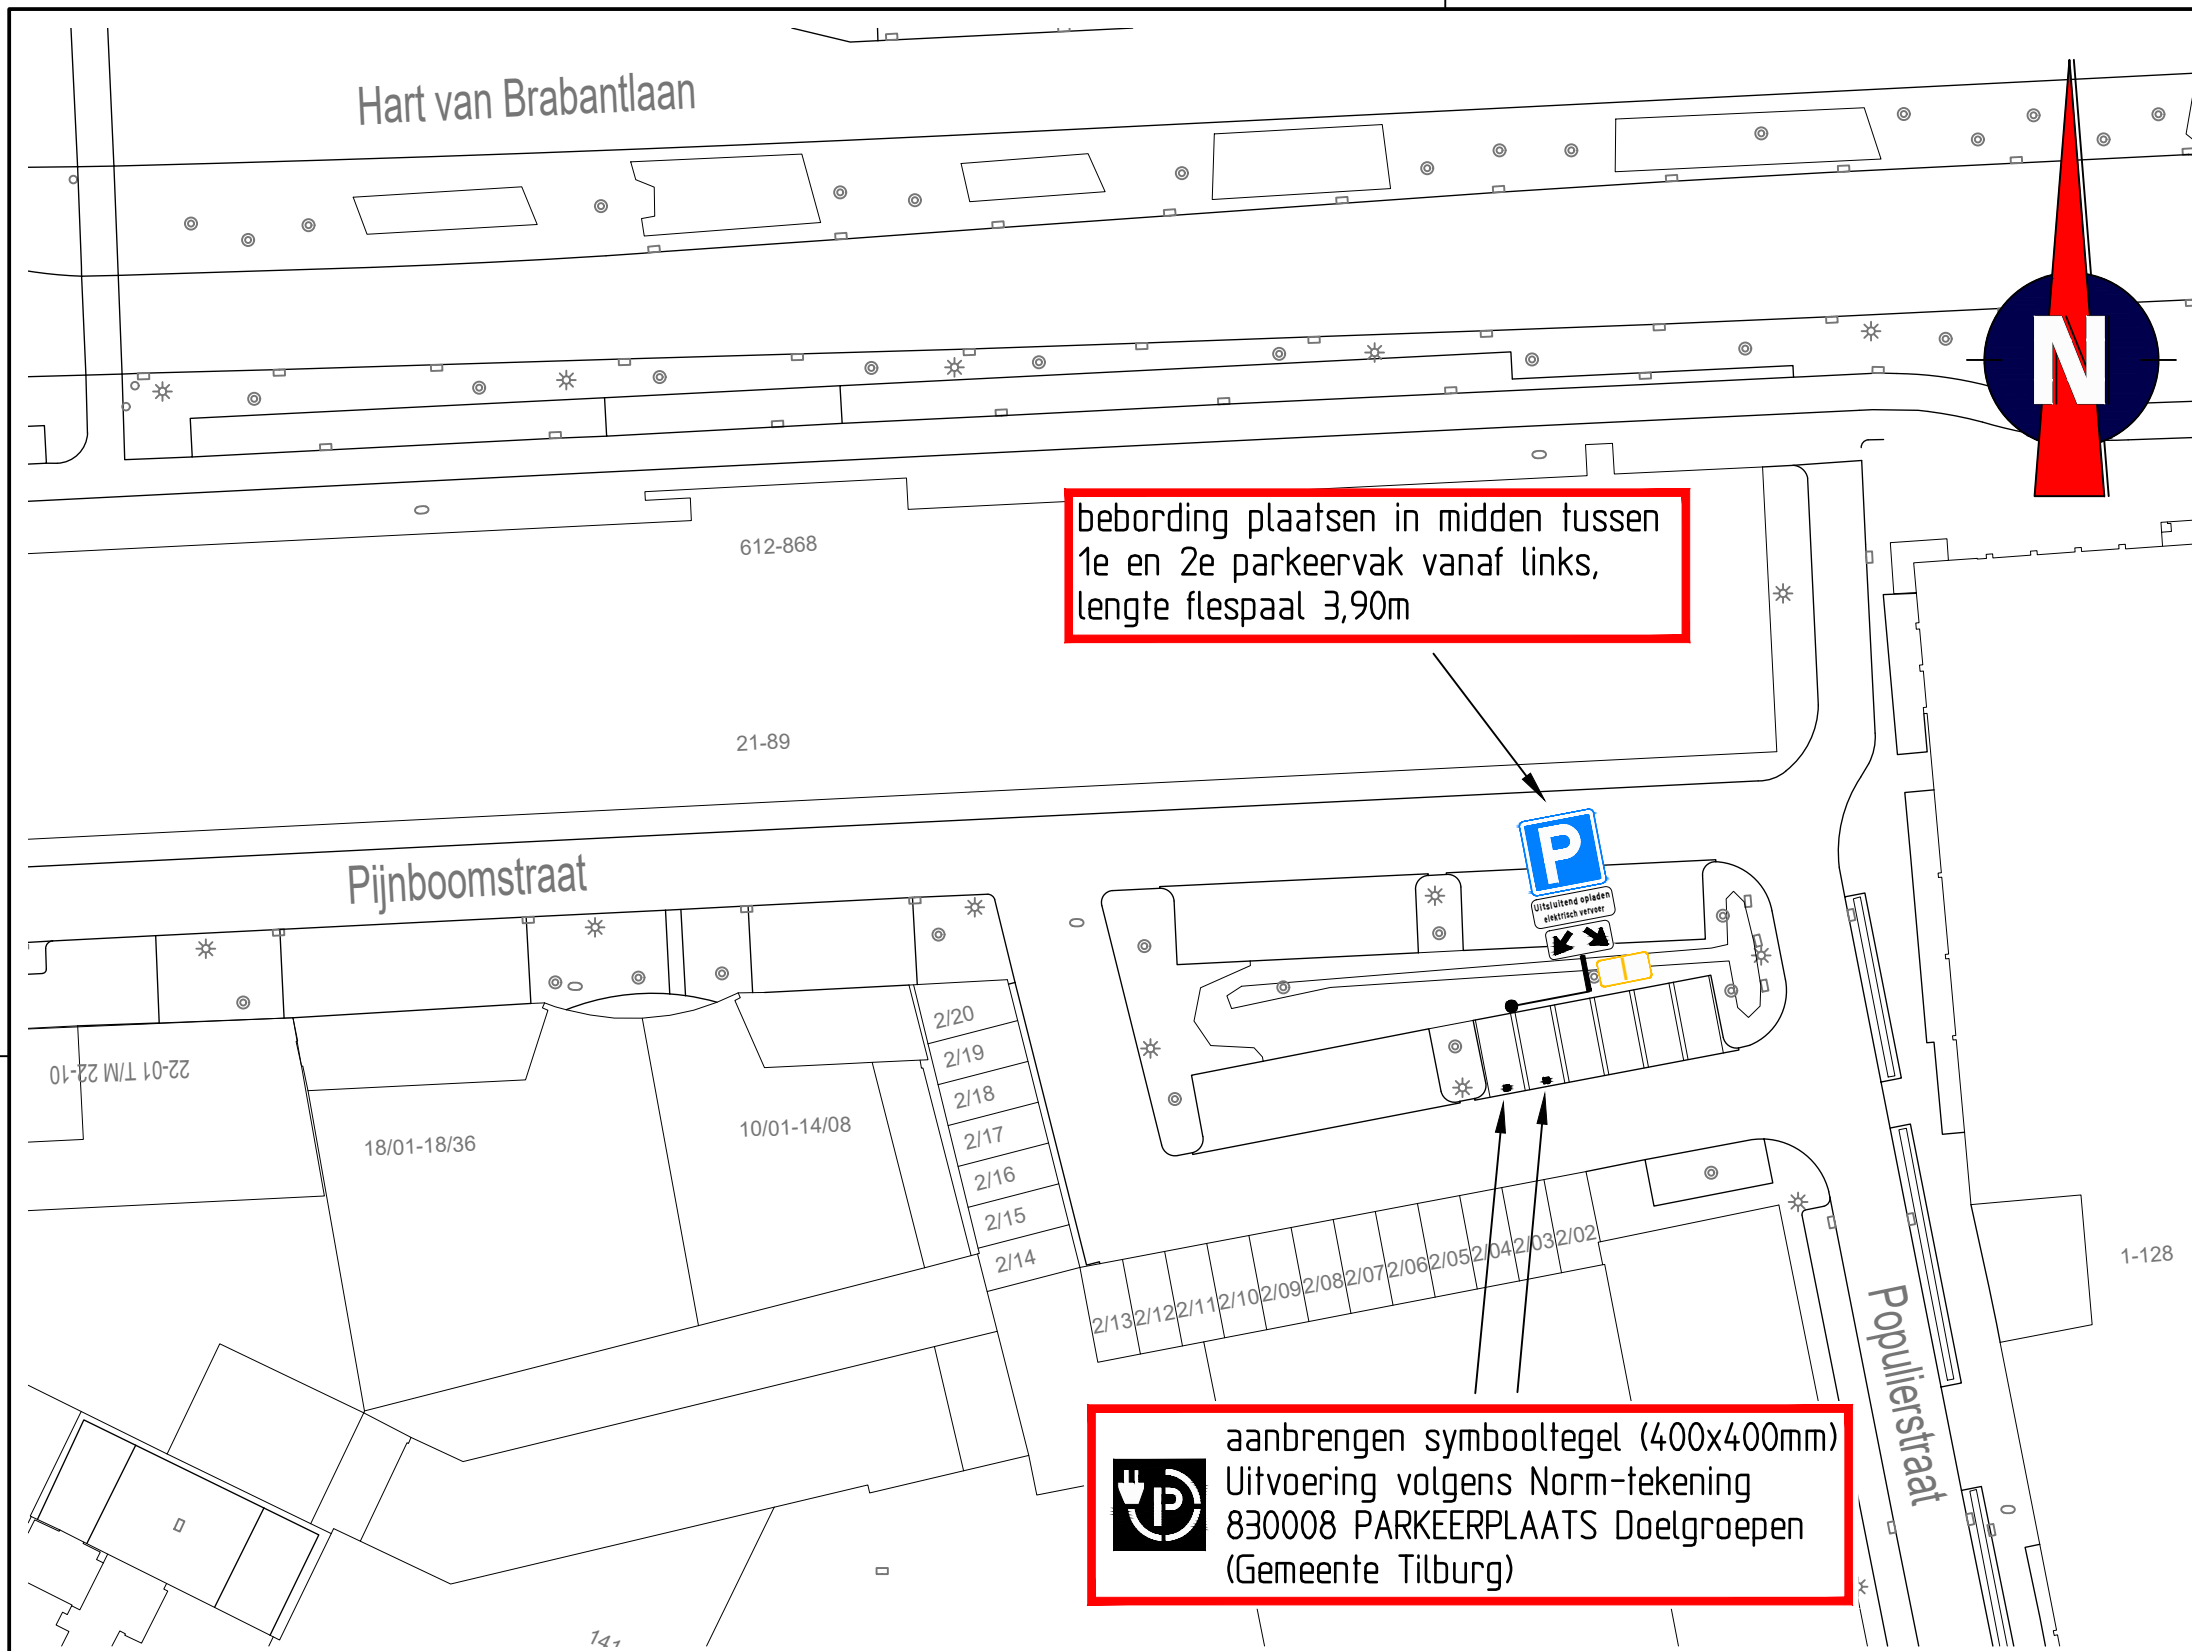 Hart van Brabantlaan
N
bebording plaatsen in midden tussen
1e en 2e parkeervak vanaf links,
lengte flespaal 3,90m
612-868
21-89
P
Uitsluitend opladen
elektrisch vervoer
Pijnboomstraat
22-01 T/M 22-10
18/01-18/36
10/01-14/08
2/20
2/19
2/18
2/17
2/16
2/15
2/14
2/13
2/12
2/11
2/10
2/09
2/08
2/07
2/06
2/05
2/04
2/03
2/02
1-128
Populierstraat
P
aanbrengen symbooltegel (400x400mm)
Uitvoering volgens Norm-tekening
830008 PARKEERPLAATS Doelgroepen
(Gemeente Tilburg)